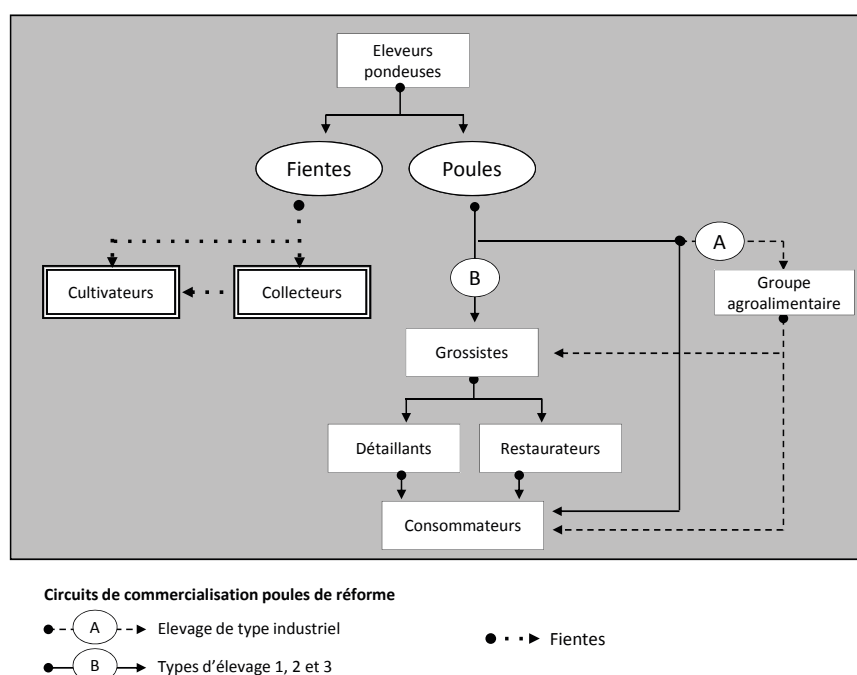 Eleveurs
pondeuses
Fientes
Poules
A
B
Cultivateurs
Collecteurs
Groupe
agroalimentaire
Grossistes
Détaillants
Restaurateurs
Consommateurs
Circuits de commercialisation poules de réforme
A Elevage de type industriel
Fientes
B Types d'élevage 1, 2 et 3